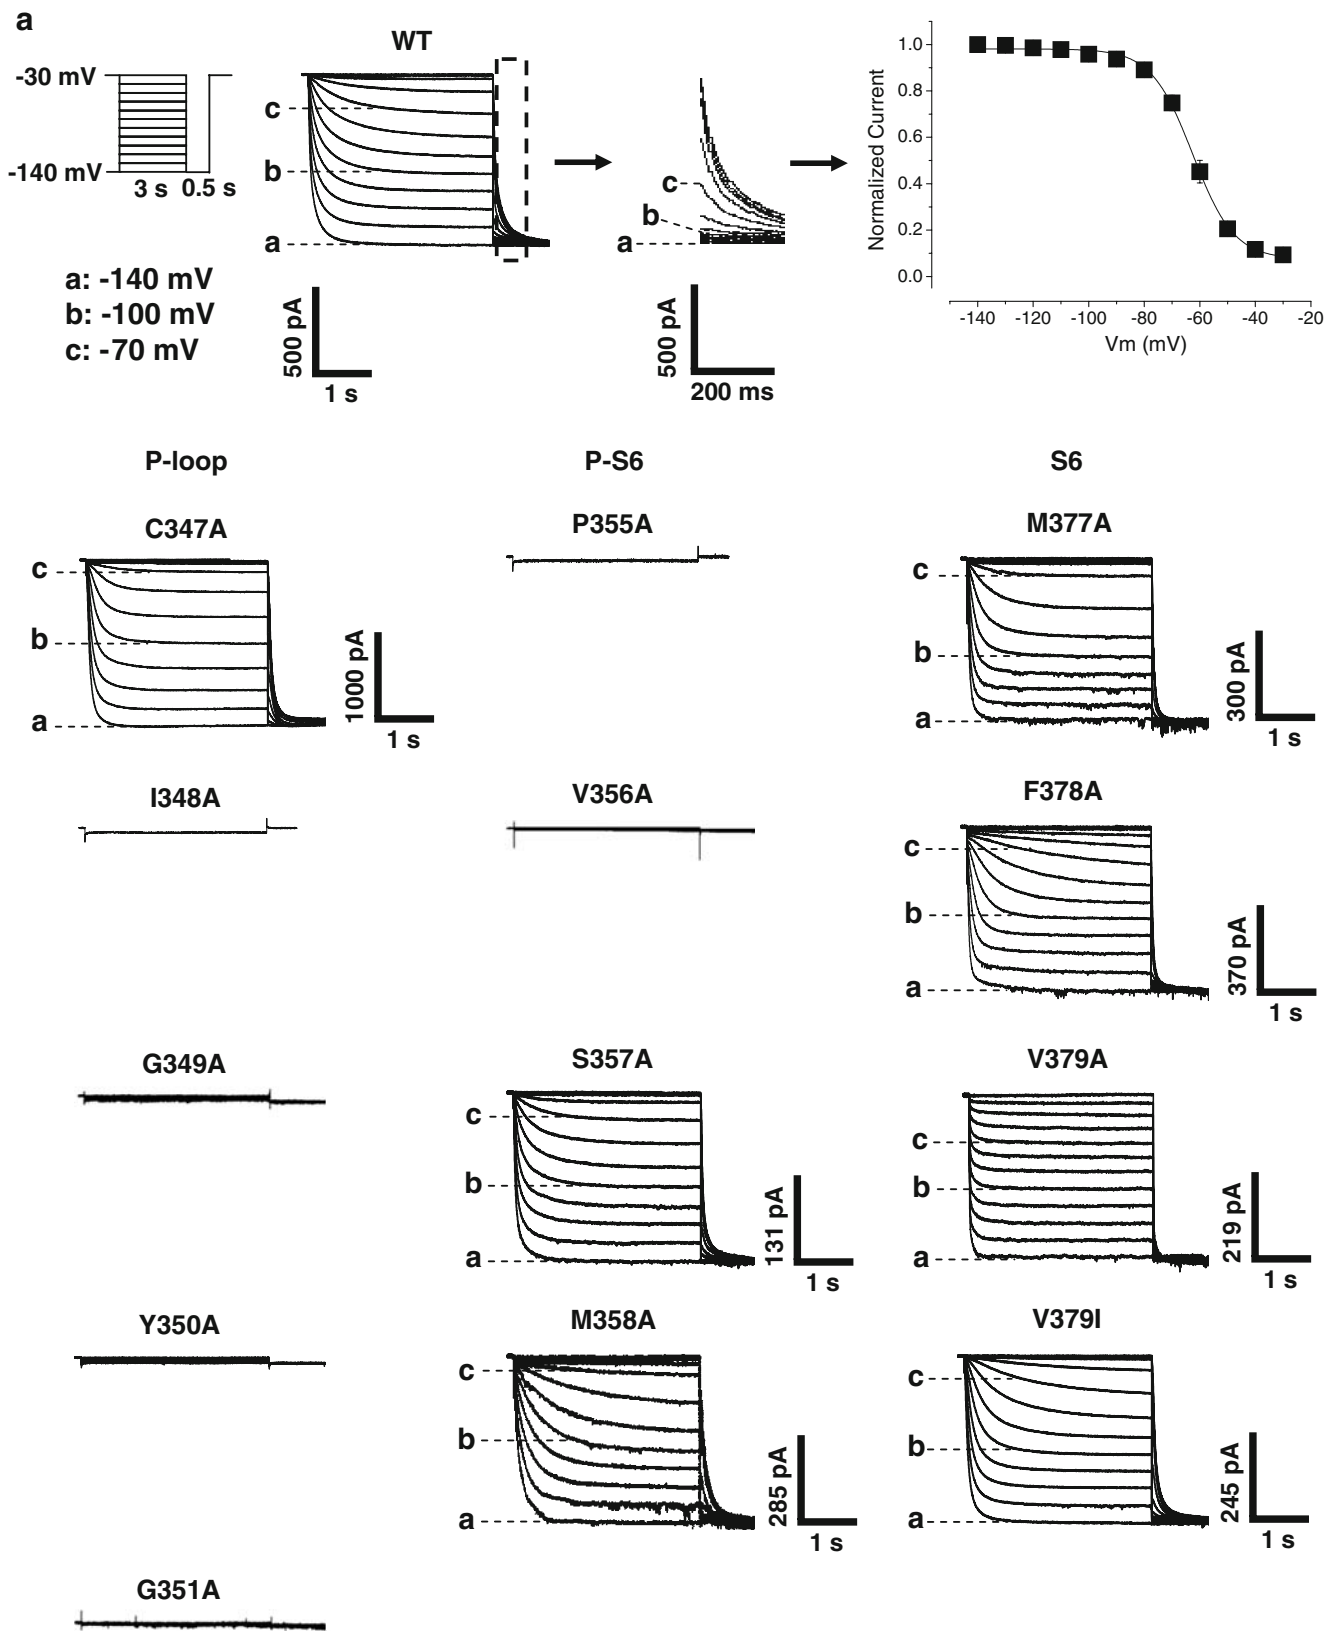 a
WT
-30 mV
-140 mV
3 s 0.5 s
a: -140 mV
b: -100 mV
c: -70 mV
c
b
a
500 pA
1 s
c
b
a
500 pA
200 ms
Normalized Current
1.0
0.8
0.6
0.4
0.2
0.0
-140 -120 -100 -80 -60 -40 -20
Vm (mV)
P-loop P-S6 S6
C347A
c
b
a
1000 pA
1 s
P355A
M377A
c
b
a
300 pA
1 s
I348A
V356A
F378A
c
b
a
370 pA
1 s
G349A
S357A
c
b
a
131 pA
1 s
V379A
c
b
a
219 pA
1 s
Y350A
M358A
c
b
a
285 pA
1 s
V379I
c
b
a
245 pA
1 s
G351A